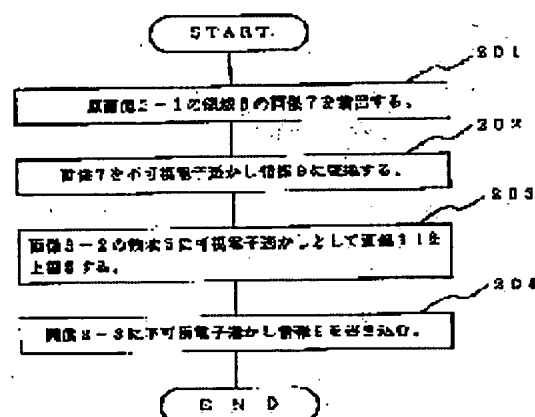 START
201
原画像2-1の領域6の画像7を検出する。
202
画像7を不可視電子透かし情報8に変換する。
203
画像2-2の領域5に可視電子透かしとして画像11を
上書きする。
204
画像2-3に不可視電子透かし情報を書き込む。
END